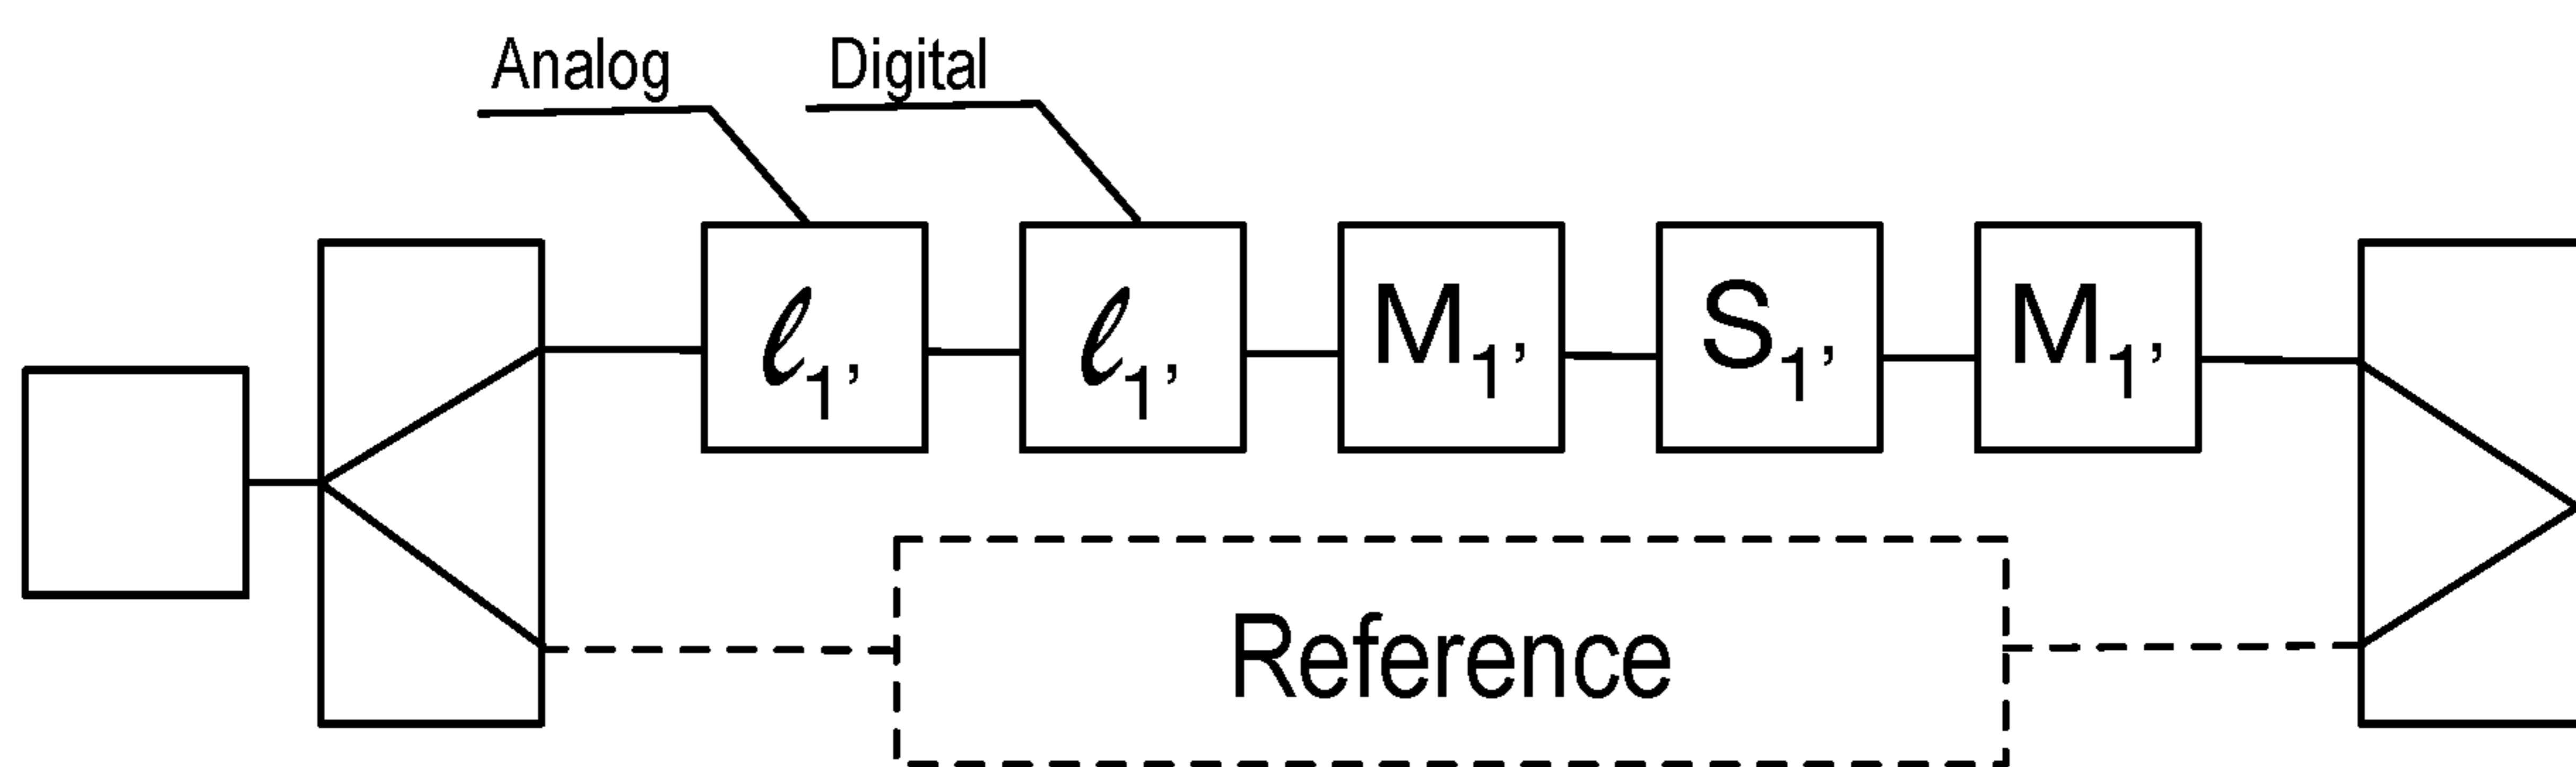 Analog Digital
ℓ₁, ℓ₁, M₁, S₁, M₁,
Reference